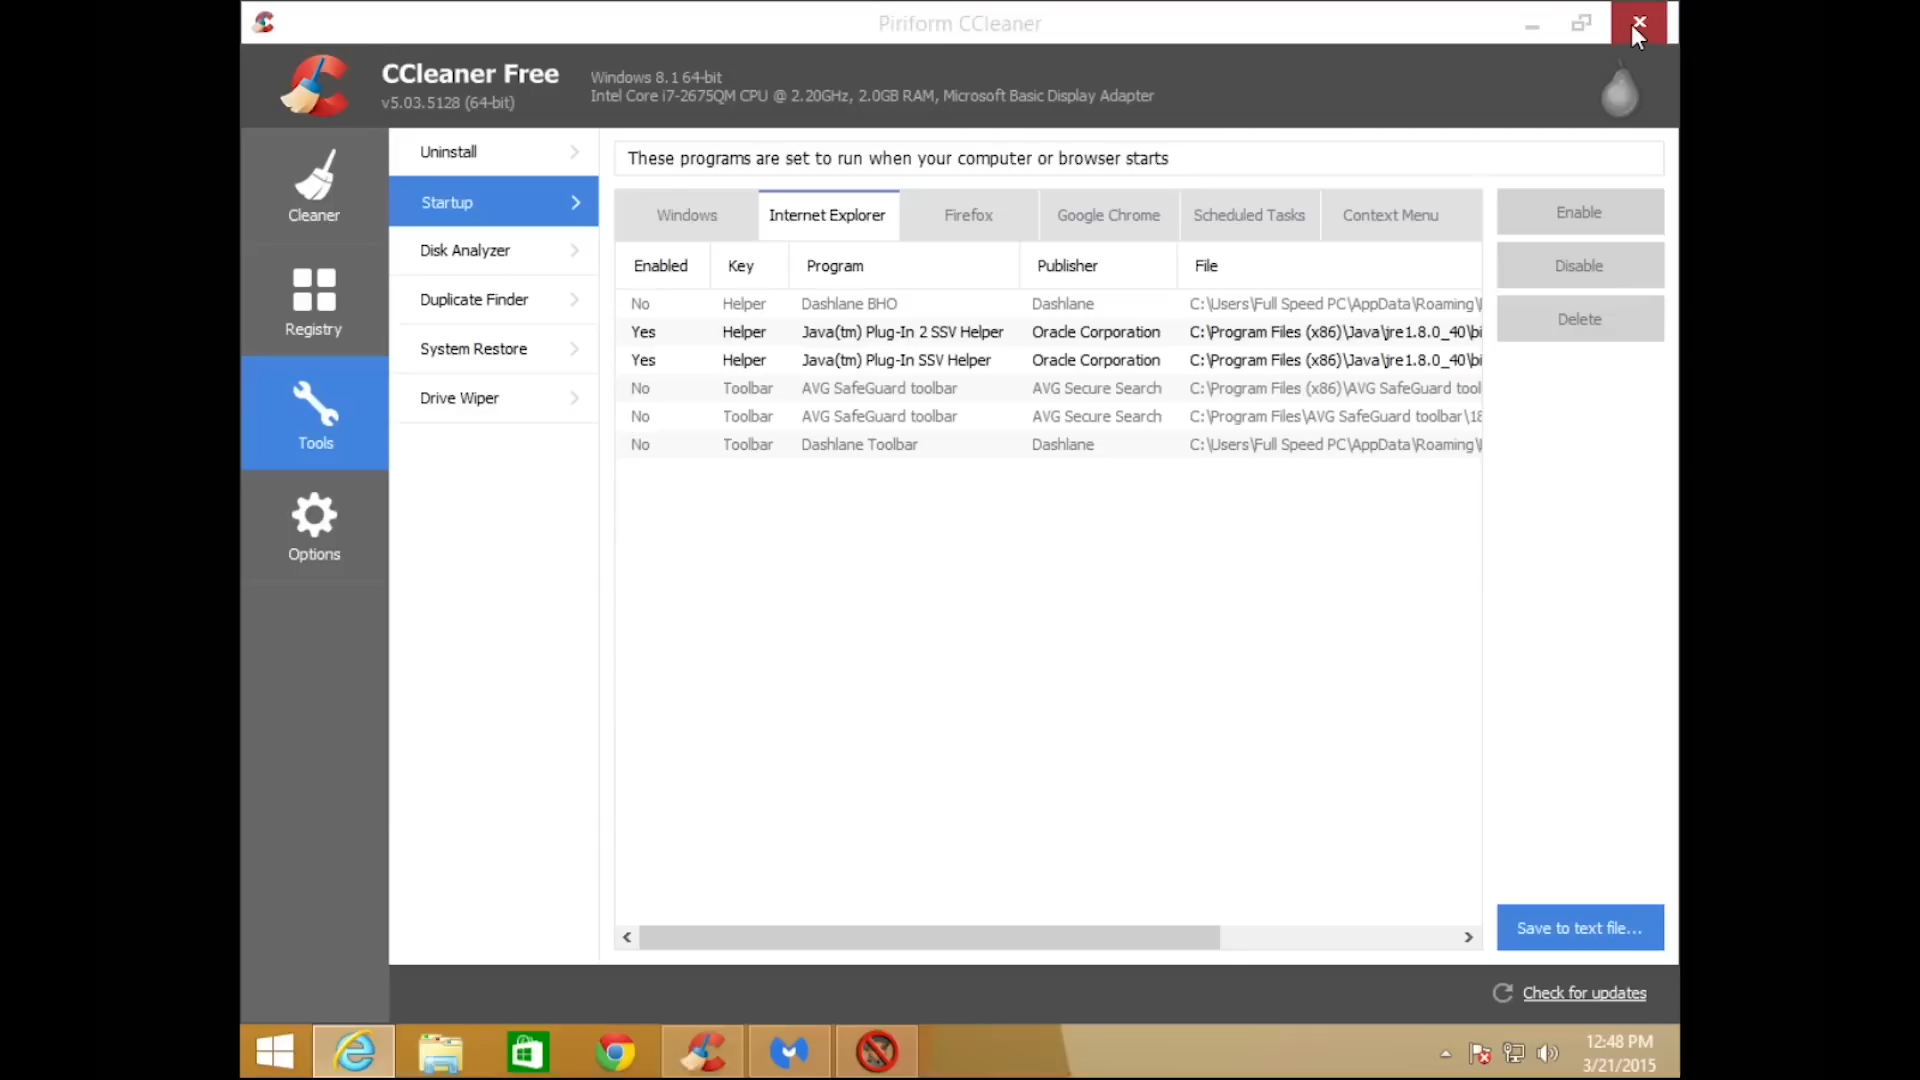 Piriform CCleaner
CCleaner Free
v5.03.5128 (64-bit)
Windows 8.1 64-bit
Intel Core i7-2675QM CPU @ 2.20GHz, 2.0GB RAM, Microsoft Basic Display Adapter
Cleaner
Registry
Tools
Options
Uninstall
Startup
Disk Analyzer
Duplicate Finder
System Restore
Drive Wiper
These programs are set to run when your computer or browser starts
Windows Internet Explorer Firefox Google Chrome Scheduled Tasks Context Menu
Enabled Key Program Publisher File
No Helper Dashlane BHO Dashlane C:\Users\Full Speed PC\AppData\Roaming\
Yes Helper Java(tm) Plug-In 2 SSV Helper Oracle Corporation C:\Program Files (x86)\Java\jre1.8.0_40\bi
Yes Helper Java(tm) Plug-In SSV Helper Oracle Corporation C:\Program Files (x86)\Java\jre1.8.0_40\bi
No Toolbar AVG SafeGuard toolbar AVG Secure Search C:\Program Files (x86)\AVG SafeGuard tool
No Toolbar AVG SafeGuard toolbar AVG Secure Search C:\Program Files\AVG SafeGuard toolbar\18
No Toolbar Dashlane Toolbar Dashlane C:\Users\Full Speed PC\AppData\Roaming\
Enable
Disable
Delete
Save to text file...
Check for updates
12:48 PM
3/21/2015